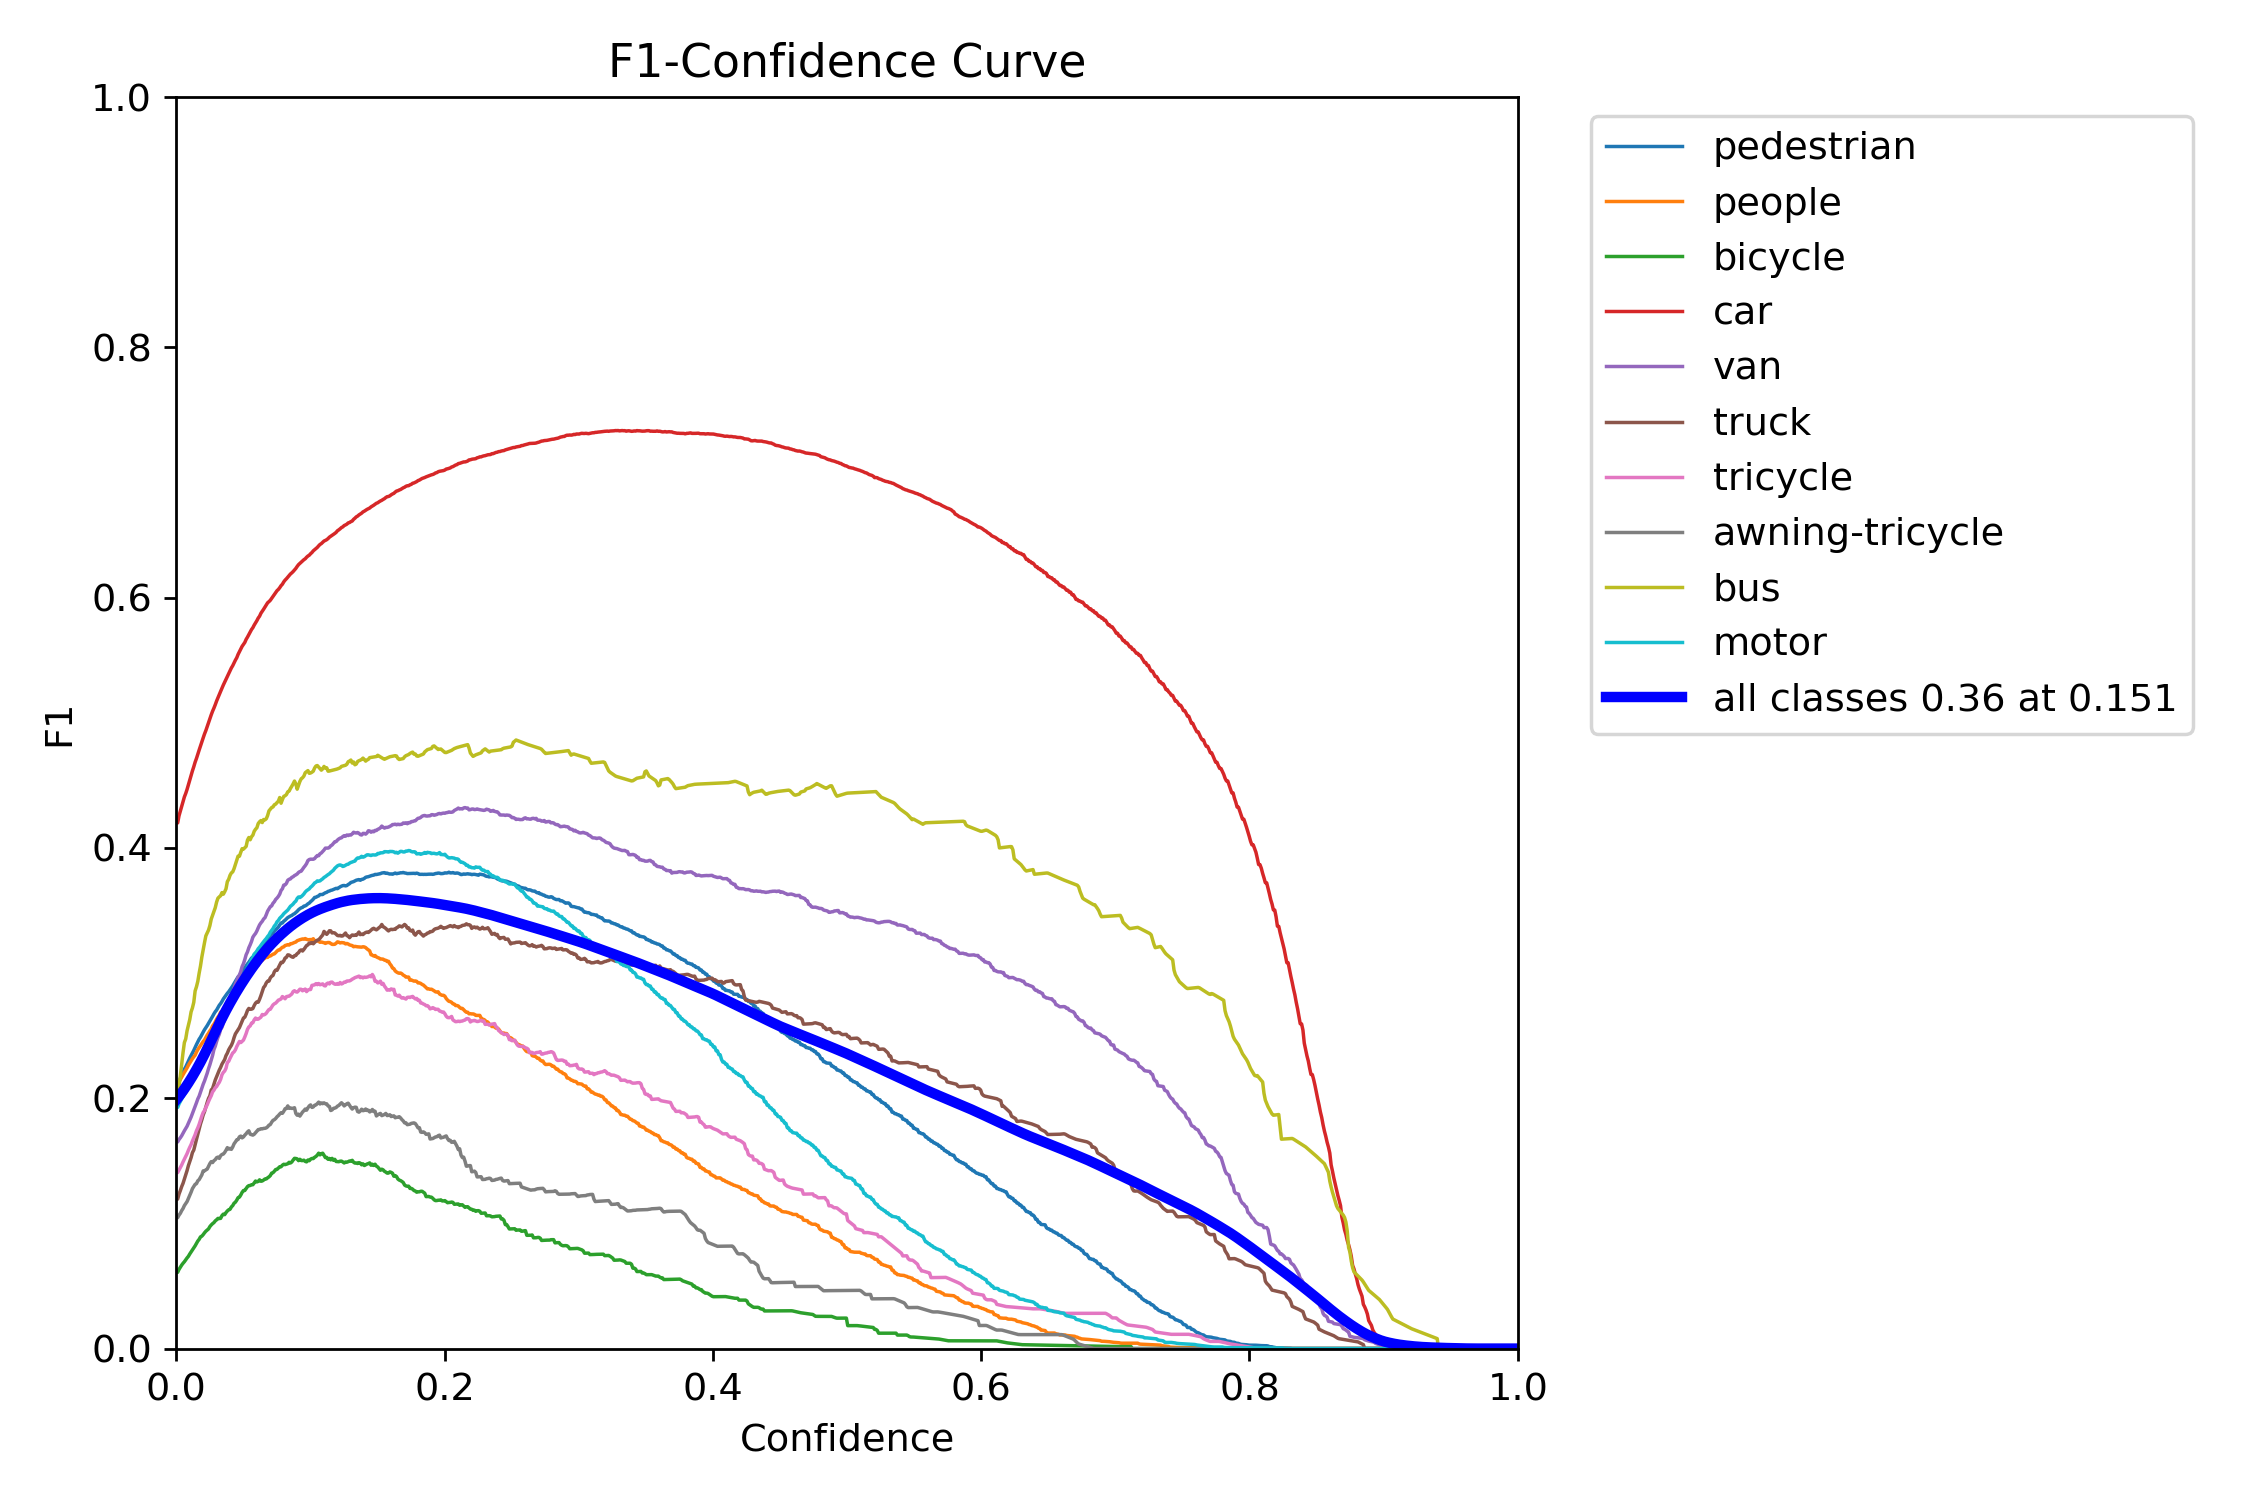 F1-Confidence Curve
1.0
0.8
0.6
0.4
0.2
0.0
F1
0.0 0.2 0.4 0.6 0.8 1.0
Confidence
pedestrian
people
bicycle
car
van
truck
tricycle
awning-tricycle
bus
motor
all classes 0.36 at 0.151